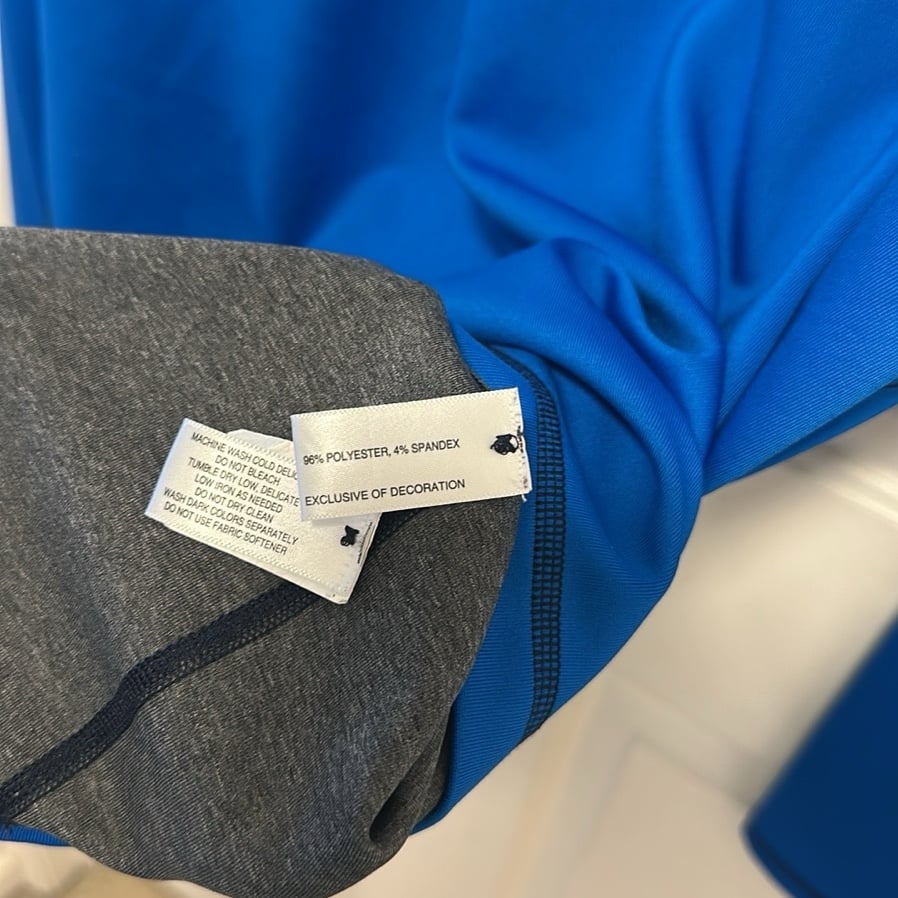 MACHINE WASH COLD
DO NOT BLEACH
TUMBLE DRY LOW, DELICATE
LOW IRON AS NEEDED
DO NOT DRY CLEAN
WASH DARK COLORS SEPARATELY
DO NOT USE FABRIC SOFTENER
96% POLYESTER, 4% SPANDEX
EXCLUSIVE OF DECORATION